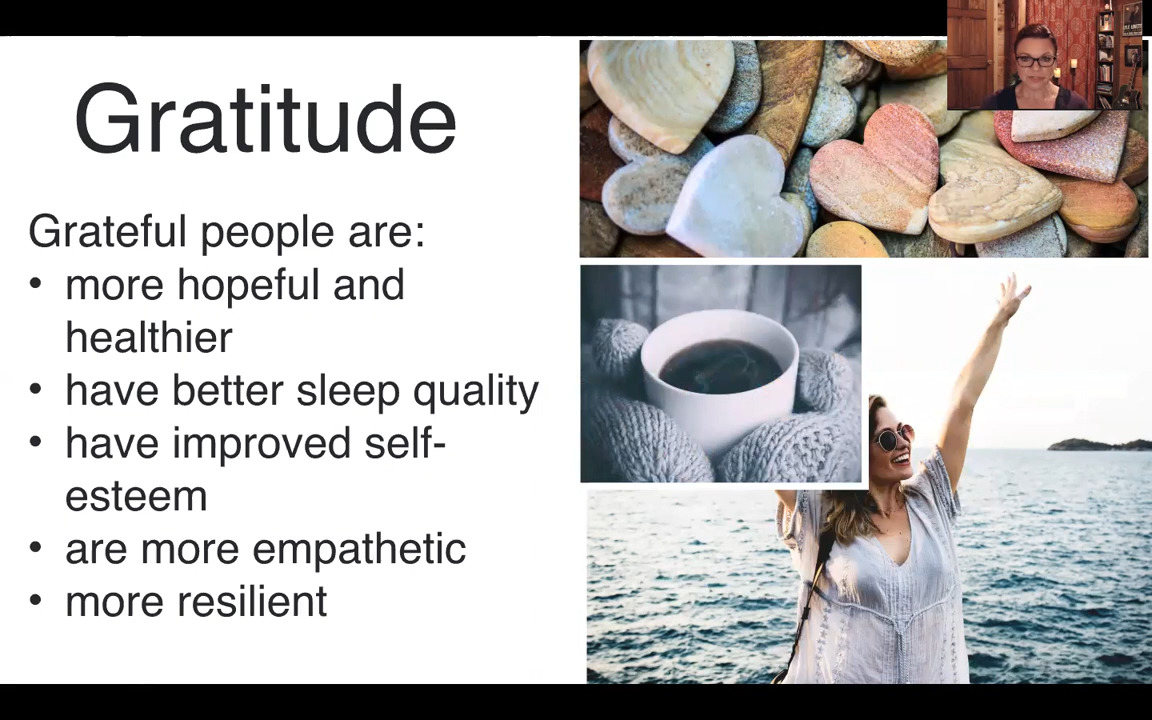 Gratitude
Grateful people are:
• more hopeful and
healthier
• have better sleep quality
• have improved self-
esteem
• are more empathetic
• more resilient